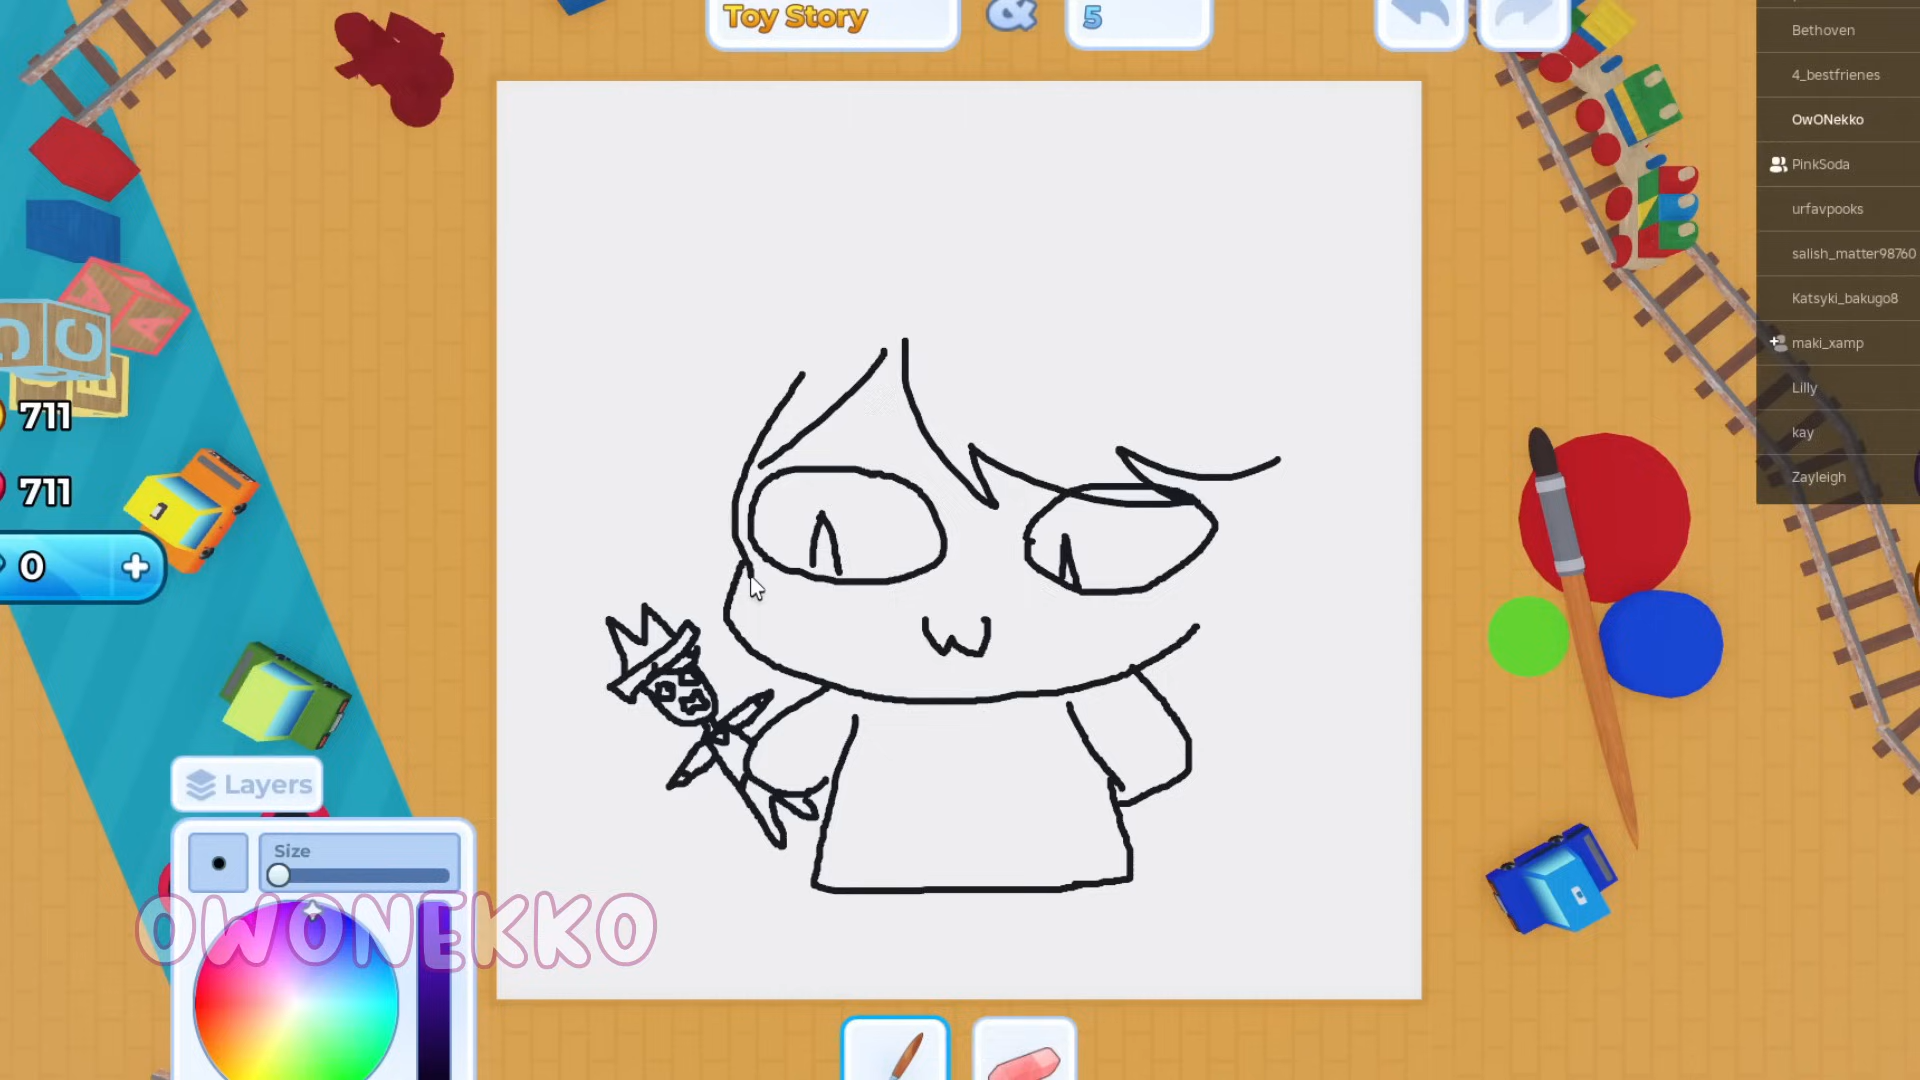 Toy Story & 5
Bethoven
4_bestfrienes
OwONekko
PinkSoda
urfavpooks
salish_matter98760
Katsyki_bakugo8
maki_xamp
Lilly
kay
Zayleigh
A
A
C
E
711
711
0
+
1
Layers
Size
OWONEKKO